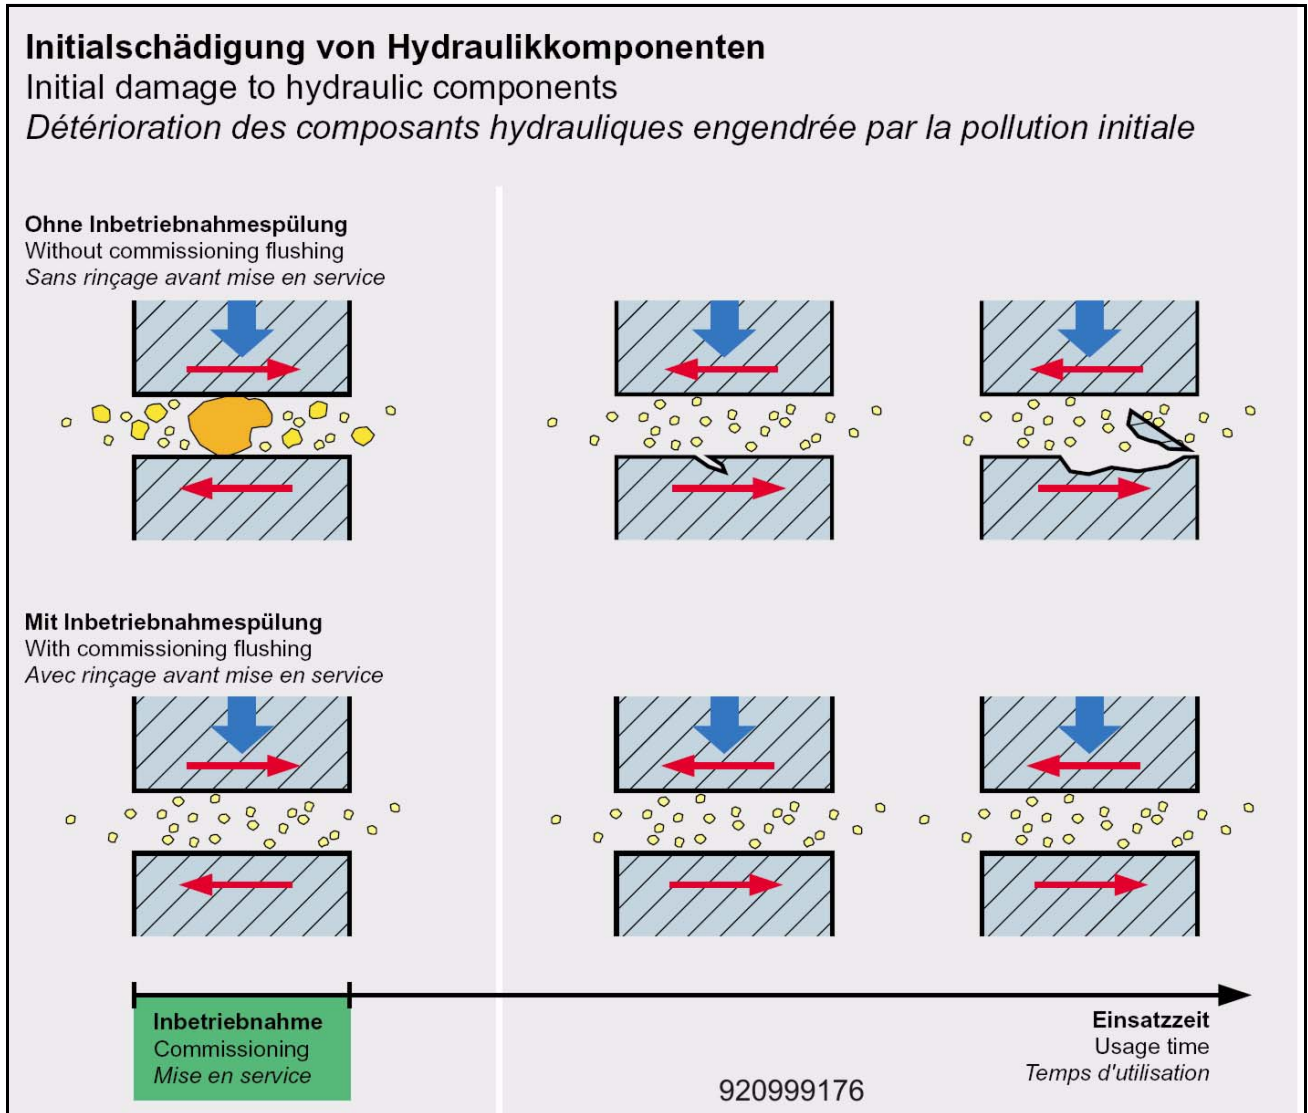 Initialschädigung von Hydraulikkomponenten
Initial damage to hydraulic components
Détérioration des composants hydrauliques engendrée par la pollution initiale
Ohne Inbetriebnahmespülung
Without commissioning flushing
Sans rinçage avant mise en service
Mit Inbetriebnahmespülung
With commissioning flushing
Avec rinçage avant mise en service
Inbetriebnahme
Commissioning
Mise en service
Einsatzzeit
Usage time
Temps d'utilisation
920999176